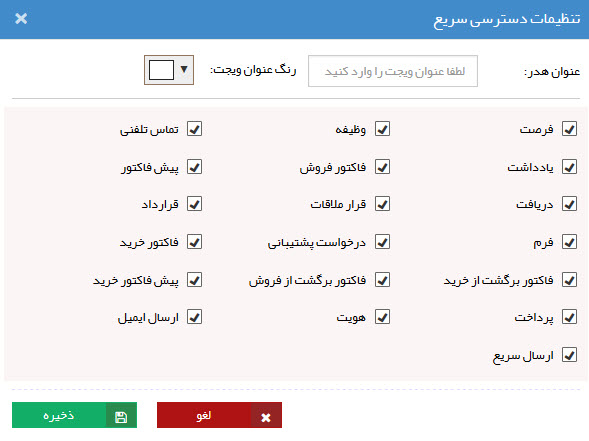 تنظیمات دسترسی سریع
عنوان هدر: لطفا عنوان ویجت را وارد کنید رنگ عنوان ویجت:
فرصت وظیفه تماس تلفنی
یادداشت فاکتور فروش پیش فاکتور
دریافت قرار ملاقات قرارداد
فرم درخواست پشتیبانی فاکتور خرید
فاکتور برگشت از خرید فاکتور برگشت از فروش پیش فاکتور خرید
پرداخت هویت ارسال ایمیل
ارسال سریع
لغو ذخیره